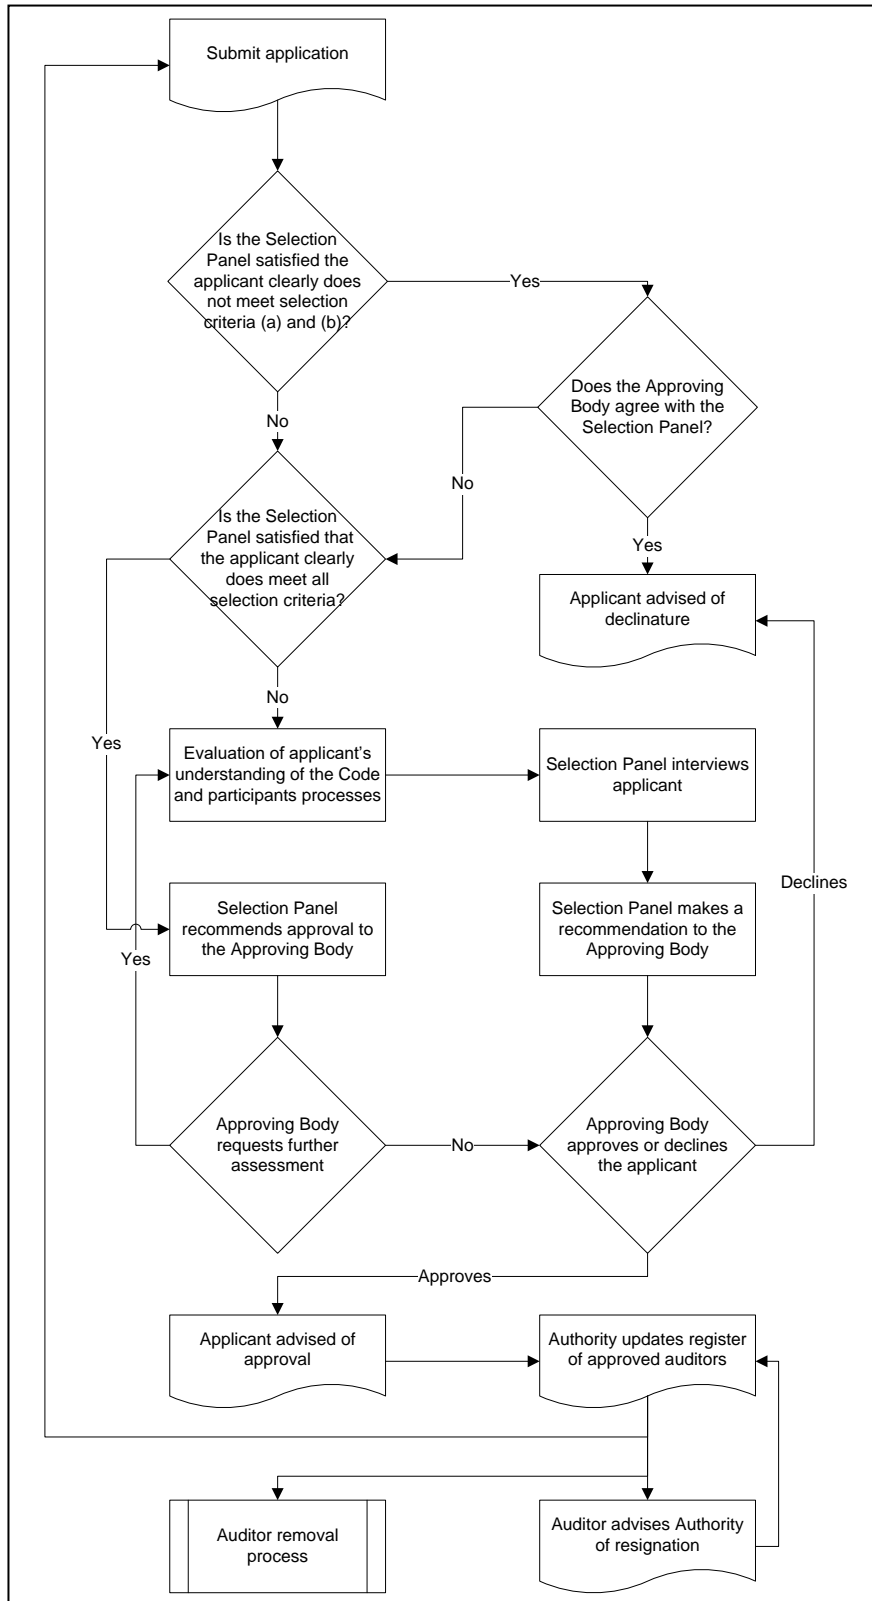 Submit application
Is the Selection
Panel satisfied the
applicant clearly does
not meet selection
criteria (a) and (b)?
Yes
Does the Approving
Body agree with the
Selection Panel?
No
No
Is the Selection
Panel satisfied that
the applicant clearly
does meet all
selection criteria?
Yes
Applicant advised of
declinature
No
Yes
Evaluation of applicant's
understanding of the Code
and participants processes
Selection Panel interviews
applicant
Declines
Selection Panel
recommends approval to
the Approving Body
Selection Panel makes a
recommendation to the
Approving Body
Yes
Approving Body
requests further
assessment
No
Approving Body
approves or declines
the applicant
Approves
Applicant advised of
approval
Authority updates register
of approved auditors
Auditor removal
process
Auditor advises Authority
of resignation